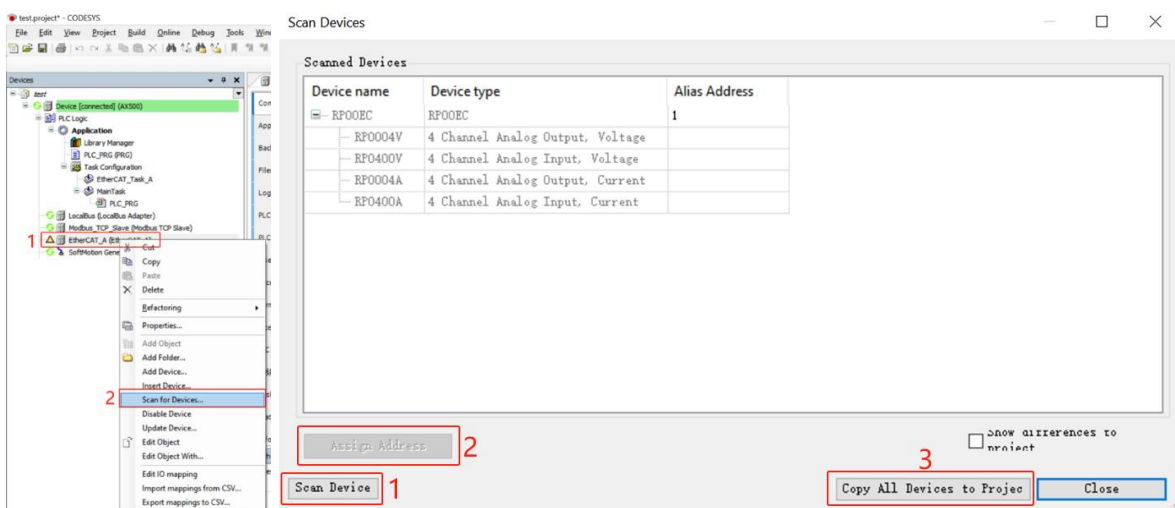 test.project* - CODESYS
File Edit View Project Build Online Debug Tools
Devices
test
Device [connected] (AX500)
PLC Logic
Application
Library Manager
PLC_PRG (PRG)
Task Configuration
EtherCAT_Task_A
MainTask
PLC_PRG
LocalBus (LocalBus Adapter)
Modbus_TCP_Slave (Modbus TCP Slave)
1
EtherCAT_A
SoftMotion Gene
Cut
Copy
Paste
Delete
Refactoring
Properties...
Add Object
Add Folder...
Add Device...
Insert Device...
2 Scan for Devices...
Disable Device
Update Device...
Edit Object
Edit Object With...
Edit IO mapping
Import mappings from CSV...
Export mappings to CSV...
Scan Devices
Scanned Devices
Device name Device type Alias Address
RP00EC RP00EC 1
RP0004V 4 Channel Analog Output, Voltage
RP0400V 4 Channel Analog Input, Voltage
RP0004A 4 Channel Analog Output, Current
RP0400A 4 Channel Analog Input, Current
Assign Address 2
Show differences to
project
3
Scan Device 1
Copy All Devices to Projec Close